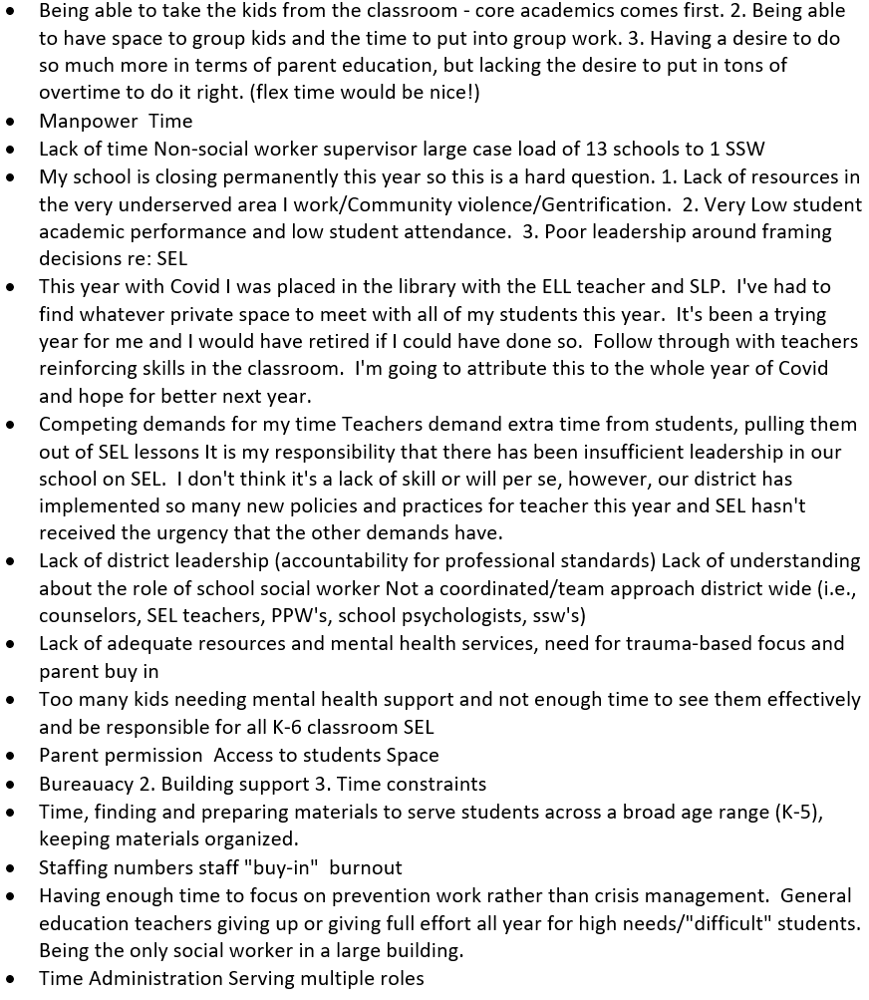 • Being able to take the kids from the classroom - core academics comes first. 2. Being able
to have space to group kids and the time to put into group work. 3. Having a desire to do
so much more in terms of parent education, but lacking the desire to put in tons of
overtime to do it right. (flex time would be nice!)
• Manpower  Time
• Lack of time Non-social worker supervisor large case load of 13 schools to 1 SSW
• My school is closing permanently this year so this is a hard question. 1. Lack of resources in
the very underserved area I work/Community violence/Gentrification.  2. Very Low student
academic performance and low student attendance.  3. Poor leadership around framing
decisions re: SEL
• This year with Covid I was placed in the library with the ELL teacher and SLP.  I've had to
find whatever private space to meet with all of my students this year.  It's been a trying
year for me and I would have retired if I could have done so.  Follow through with teachers
reinforcing skills in the classroom.  I'm going to attribute this to the whole year of Covid
and hope for better next year.
• Competing demands for my time Teachers demand extra time from students, pulling them
out of SEL lessons It is my responsibility that there has been insufficient leadership in our
school on SEL.  I don't think it's a lack of skill or will per se, however, our district has
implemented so many new policies and practices for teacher this year and SEL hasn't
received the urgency that the other demands have.
• Lack of district leadership (accountability for professional standards) Lack of understanding
about the role of school social worker Not a coordinated/team approach district wide (i.e.,
counselors, SEL teachers, PPW's, school psychologists, ssw's)
• Lack of adequate resources and mental health services, need for trauma-based focus and
parent buy in
• Too many kids needing mental health support and not enough time to see them effectively
and be responsible for all K-6 classroom SEL
• Parent permission  Access to students Space
• Bureauacy 2. Building support 3. Time constraints
• Time, finding and preparing materials to serve students across a broad age range (K-5),
keeping materials organized.
• Staffing numbers staff "buy-in"  burnout
• Having enough time to focus on prevention work rather than crisis management.  General
education teachers giving up or giving full effort all year for high needs/"difficult" students.
Being the only social worker in a large building.
• Time Administration Serving multiple roles